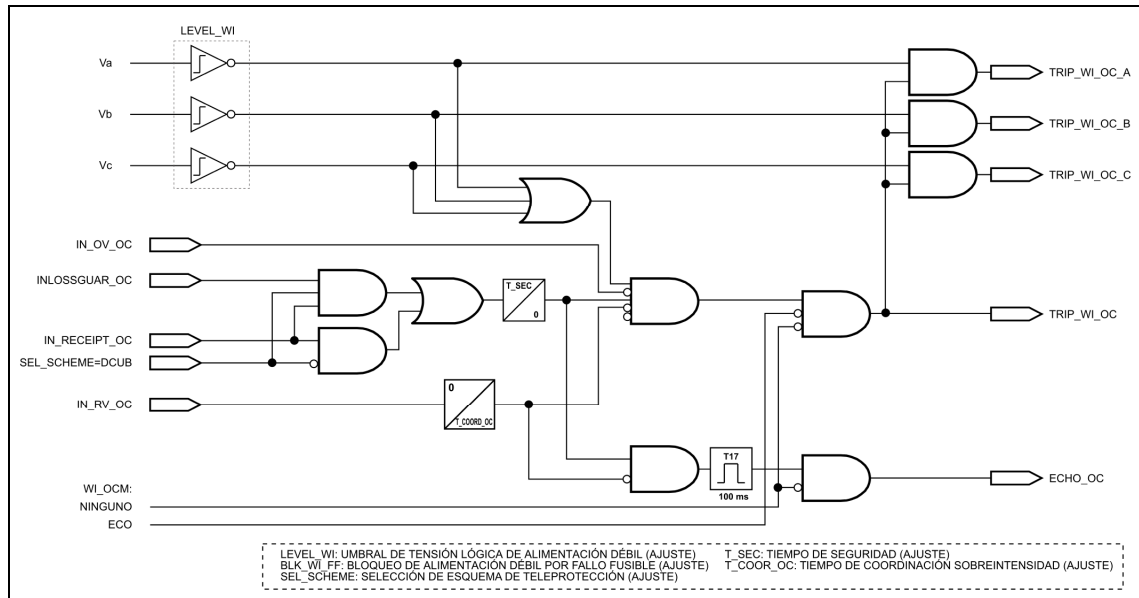 LEVEL_WI
Va
TRIP_WI_OC_A
Vb
TRIP_WI_OC_B
Vc
TRIP_WI_OC_C
IN_OV_OC
INLOSSGUAR_OC
T_SEC
0
IN_RECEIPT_OC
TRIP_WI_OC
SEL_SCHEME=DCUB
IN_RV_OC
0
T_COORD_OC
T17
100 ms
ECHO_OC
WI_OCM:
NINGUNO
ECO
LEVEL_WI: UMBRAL DE TENSIÓN LÓGICA DE ALIMENTACIÓN DÉBIL (AJUSTE) T_SEC: TIEMPO DE SEGURIDAD (AJUSTE)
BLK_WI_FF: BLOQUEO DE ALIMENTACIÓN DÉBIL POR FALLO FUSIBLE (AJUSTE) T_COOR_OC: TIEMPO DE COORDINACIÓN SOBREINTENSIDAD (AJUSTE)
SEL_SCHEME: SELECCIÓN DE ESQUEMA DE TELEPROTECCIÓN (AJUSTE)